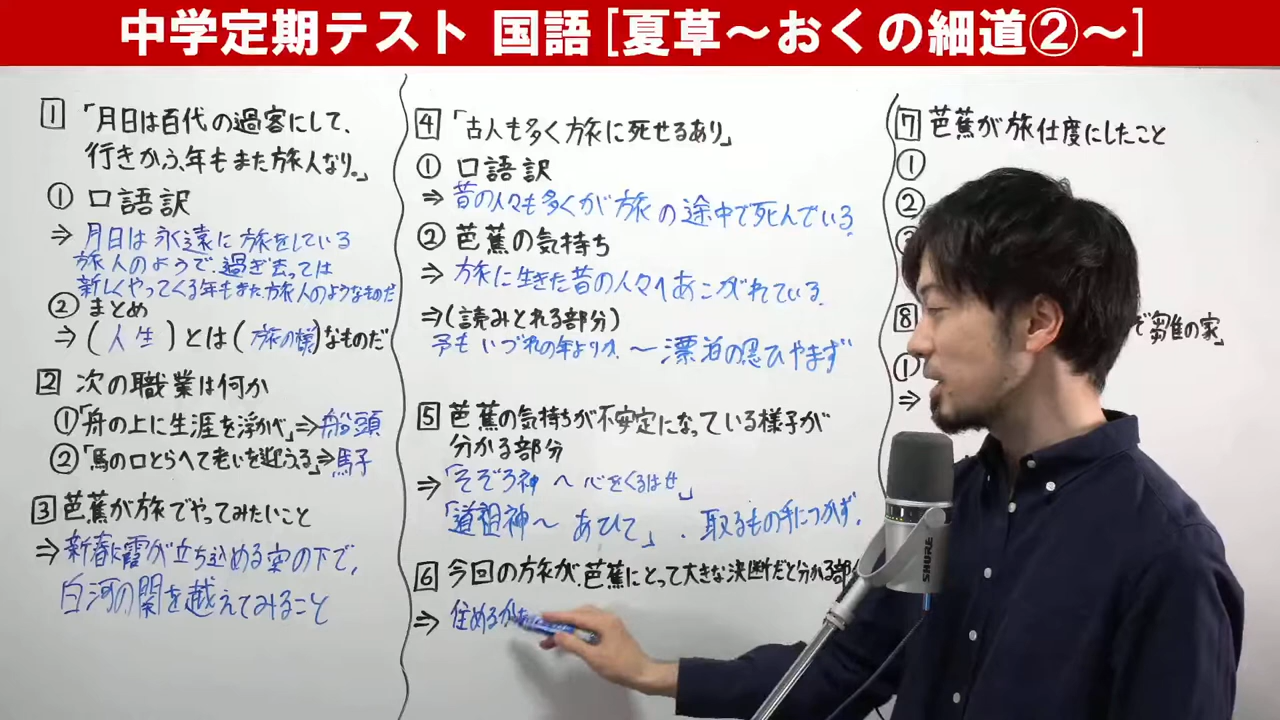 中学定期テスト 国語[夏草〜おくの細道②〜]
1 「月日は百代の過客にして、
行きかふ年もまた旅人なり。」
① 口語訳
⇒ 月日は永遠に旅をしている
旅人のようで、過ぎ去っては
新しくやってくる年もまた旅人のようなものだ
② まとめ
⇒(人生)とは(旅の様)なものだ
2 次の職業は何か
①「舟の上に生涯を浮かべ」⇒船頭
②「馬の口とらへて老いを迎うる」⇒馬子
3 芭蕉が旅でやってみたいこと
⇒新春に霞が立ち込める空の下で、
白河の関を越えてみること
4 「古人も多く旅に死せるあり」
① 口語訳
⇒ 昔の人々も多くが旅の途中で死んでいる。
② 芭蕉の気持ち
⇒ 旅に生きた昔の人々へあこがれている。
⇒(読みとれる部分)
予もいづれの年よりか、〜漂泊の思ひやまず
5 芭蕉の気持ちが不安定になっている様子が
分かる部分
⇒「そぞろ神〜心をくるはせ」
「道祖神〜あひて」、取るもの手につかず。
6 今回の旅が、芭蕉にとって大きな決断だと分かる部
⇒ 住めるか
7 芭蕉が旅仕度にしたこと
①
②
8
で雛の家」
①
⇒
SHURE